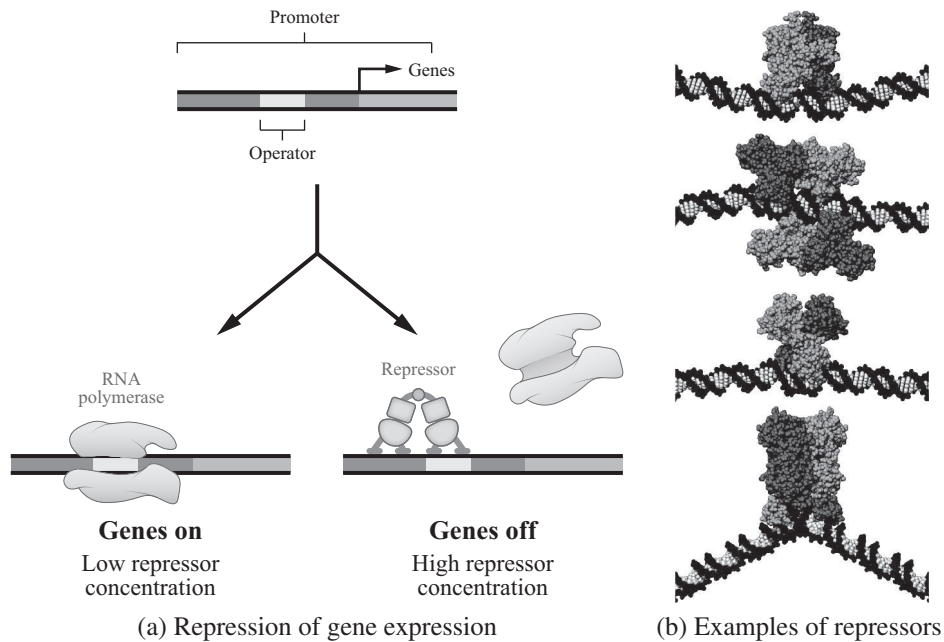 Promoter
Genes
Operator
RNA
polymerase
Repressor
Genes on
Low repressor
concentration
Genes off
High repressor
concentration
(a) Repression of gene expression
(b) Examples of repressors